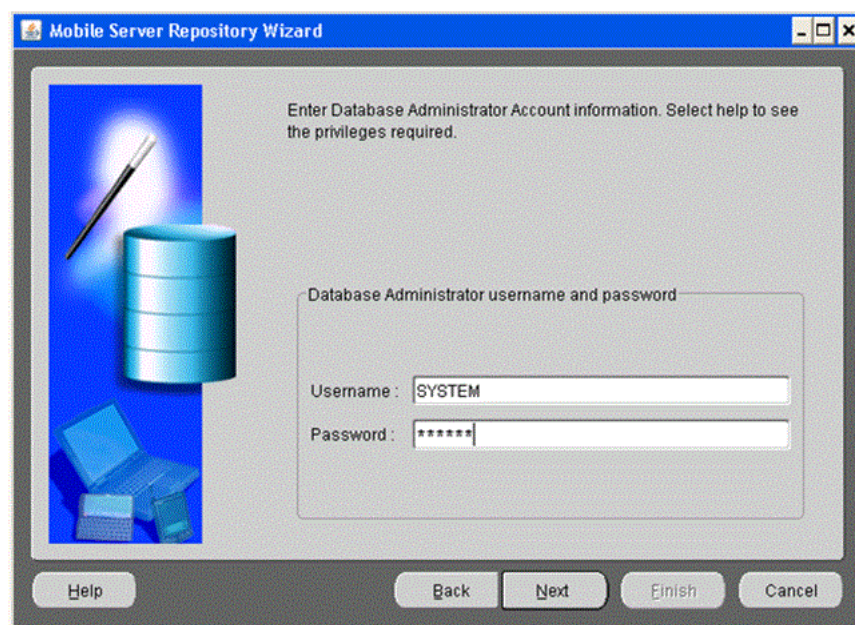 Mobile Server Repository Wizard
Enter Database Administrator Account information. Select help to see
the privileges required.
Database Administrator username and password
Username : SYSTEM
Password : ******
Help
Back
Next
Finish
Cancel